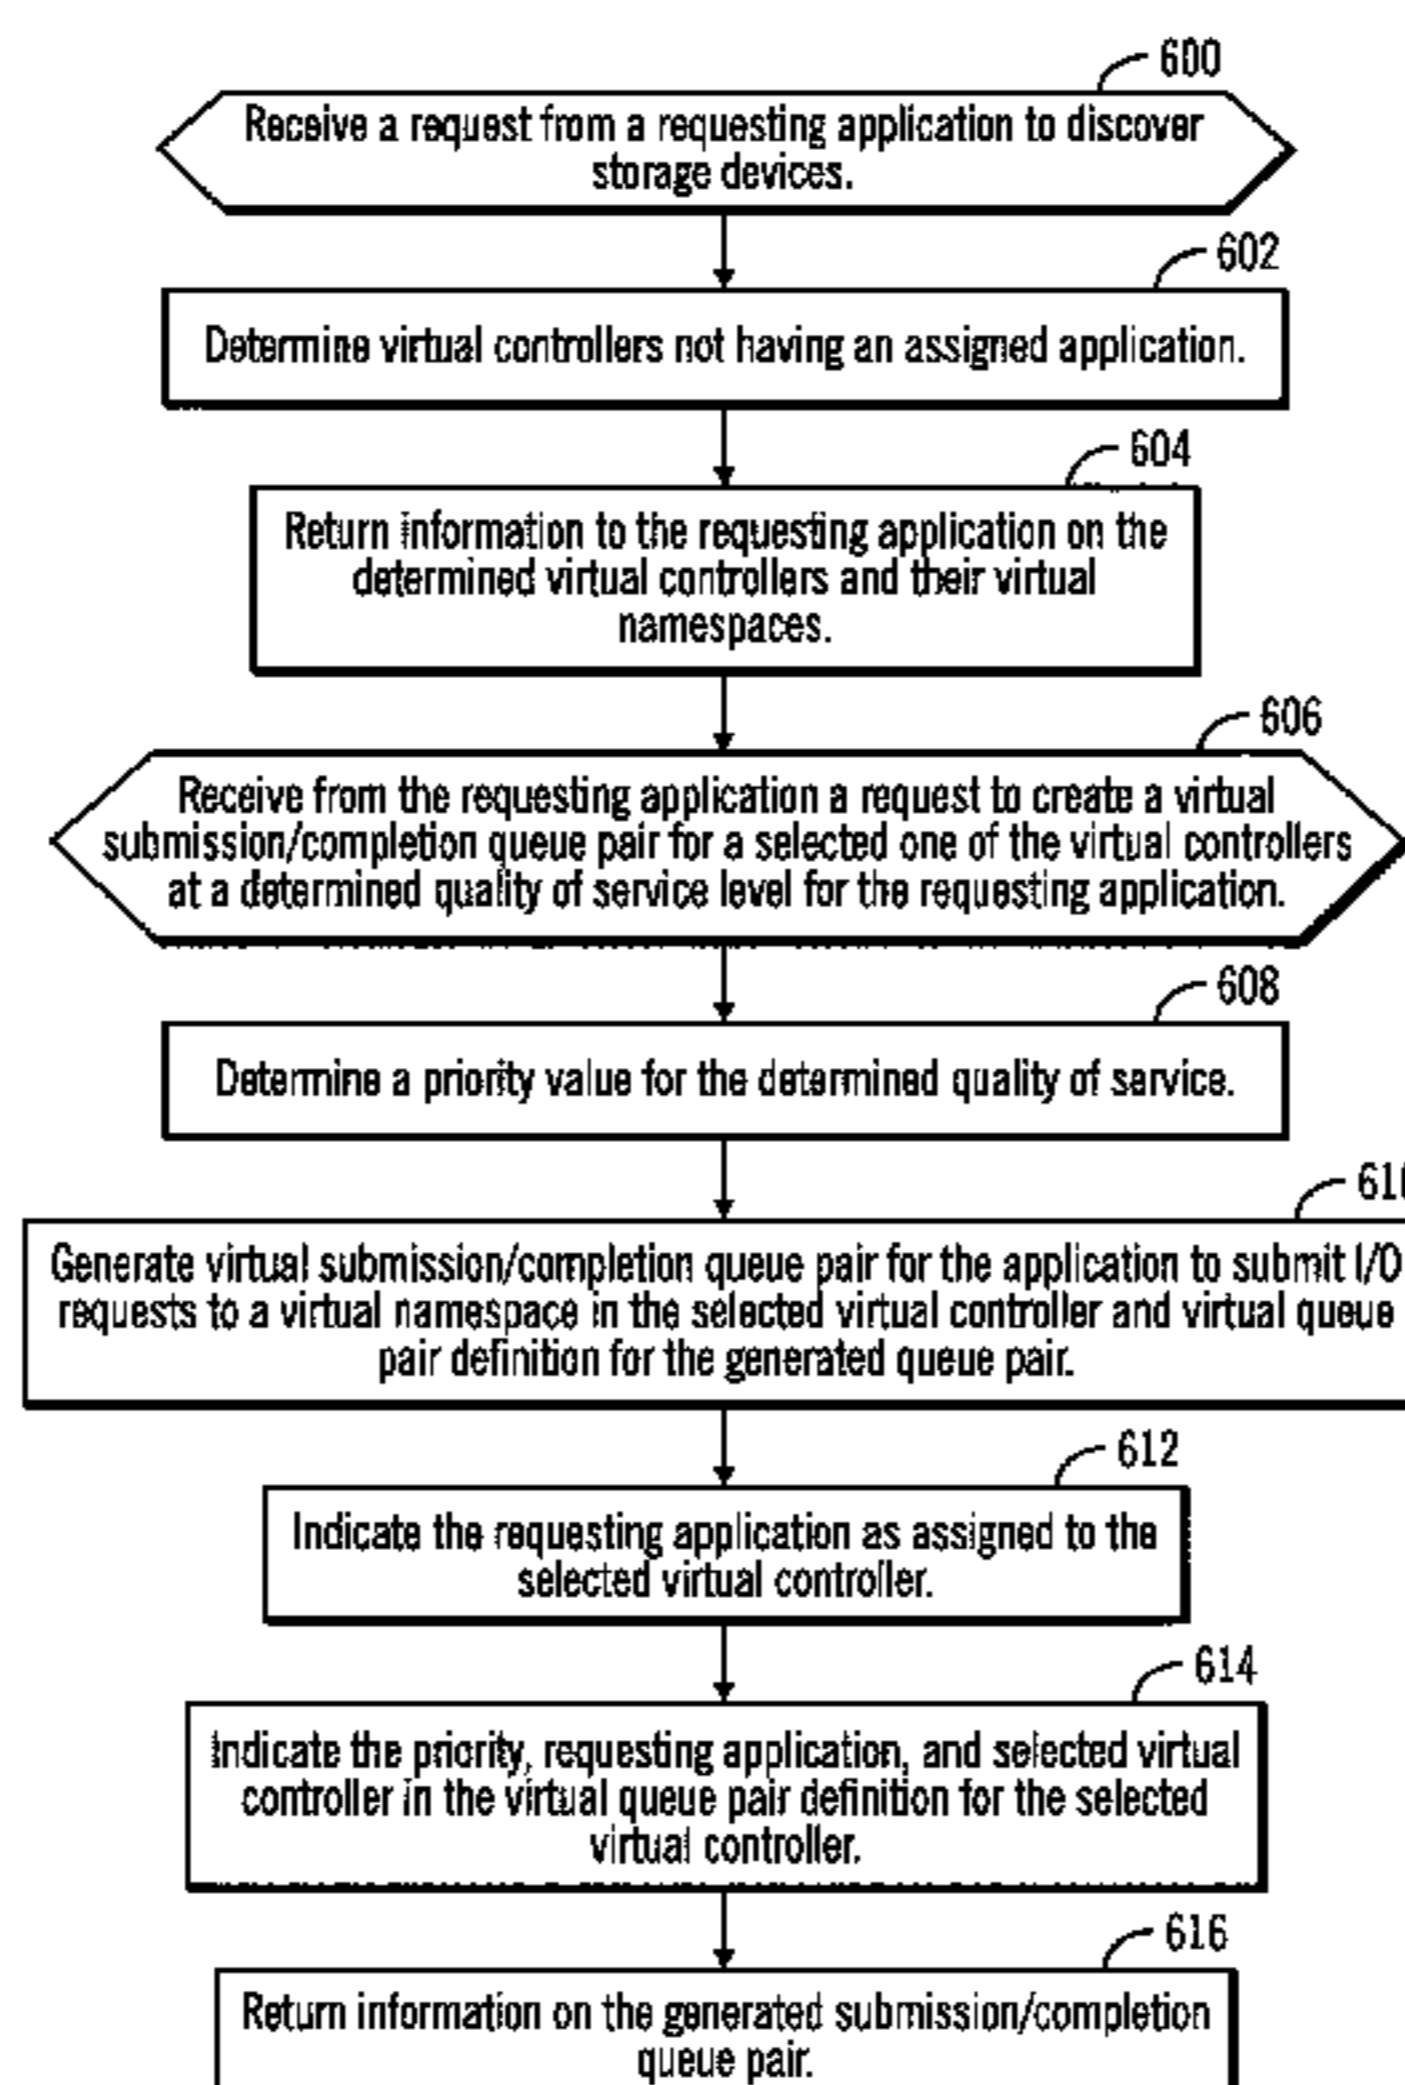 600
Receive a request from a requesting application to discover
storage devices.
602
Determine virtual controllers not having an assigned application.
604
Return information to the requesting application on the
determined virtual controllers and their virtual
namespaces.
606
Receive from the requesting application a request to create a virtual
submission/completion queue pair for a selected one of the virtual controllers
at a determined quality of service level for the requesting application.
608
Determine a priority value for the determined quality of service.
610
Generate virtual submission/completion queue pair for the application to submit I/O
requests to a virtual namespace in the selected virtual controller and virtual queue
pair definition for the generated queue pair.
612
Indicate the requesting application as assigned to the
selected virtual controller.
614
Indicate the priority, requesting application, and selected virtual
controller in the virtual queue pair definition for the selected
virtual controller.
616
Return information on the generated submission/completion
queue pair.